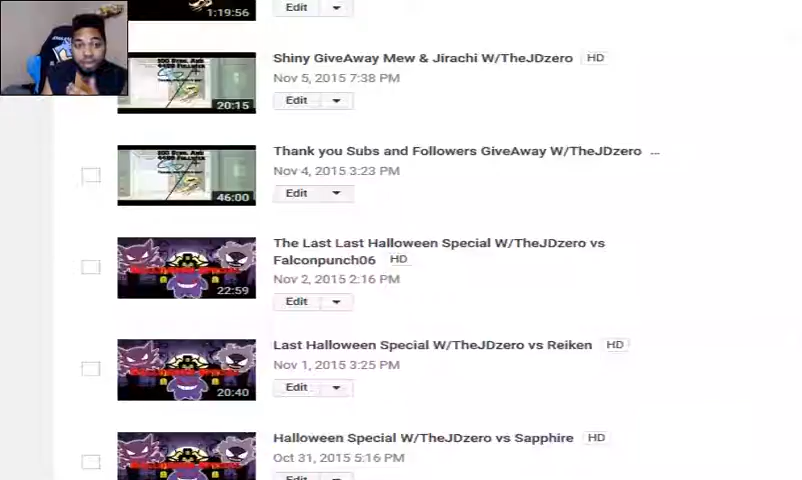 1:19:56
Edit
Shiny GiveAway Mew & Jirachi W/TheJDzero HD
Nov 5, 2015 7:38 PM
20:15
Edit
Thank you Subs and Followers GiveAway W/TheJDzero ...
Nov 4, 2015 3:23 PM
46:00
Edit
The Last Last Halloween Special W/TheJDzero vs
Falconpunch06 HD
Nov 2, 2015 2:16 PM
22:59
Edit
Last Halloween Special W/TheJDzero vs Reiken HD
Nov 1, 2015 3:25 PM
20:40
Edit
Halloween Special W/TheJDzero vs Sapphire HD
Oct 31, 2015 5:16 PM
Edit